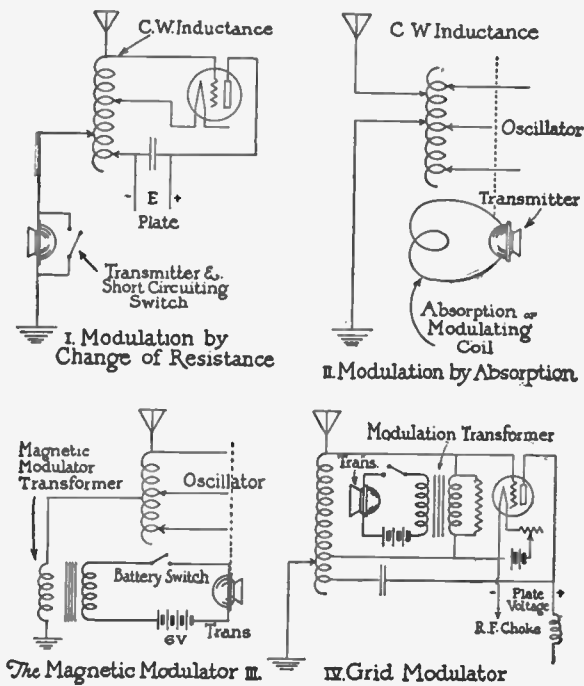 C.W. Inductance
E
- +
Plate
Transmitter &
Short Circuiting
Switch
I. Modulation by
Change of Resistance
C W Inductance
Oscillator
Transmitter
Absorption or
Modulating
Coil
II. Modulation by Absorption
Magnetic
Modulator
Transformer
Oscillator
Battery Switch
6V
Trans
The Magnetic Modulator III.
Modulation Transformer
Trans.
- +
Plate
Voltage
R.F. Choke
IV. Grid Modulator